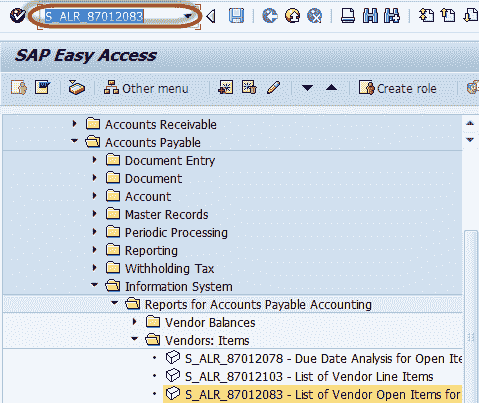 S_ALR_87012083
SAP Easy Access
Other menu
Create role
Accounts Receivable
Accounts Payable
Document Entry
Document
Account
Master Records
Periodic Processing
Reporting
Withholding Tax
Information System
Reports for Accounts Payable Accounting
Vendor Balances
Vendors: Items
S_ALR_87012078 - Due Date Analysis for Open Ite
S_ALR_87012103 - List of Vendor Line Items
S_ALR_87012083 - List of Vendor Open Items for